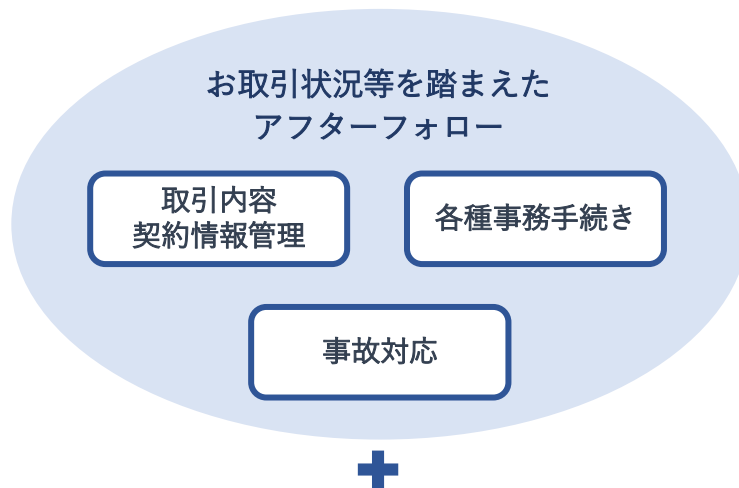 お取引状況等を踏まえた
アフターフォロー
取引内容
契約情報管理
各種事務手続き
事故対応